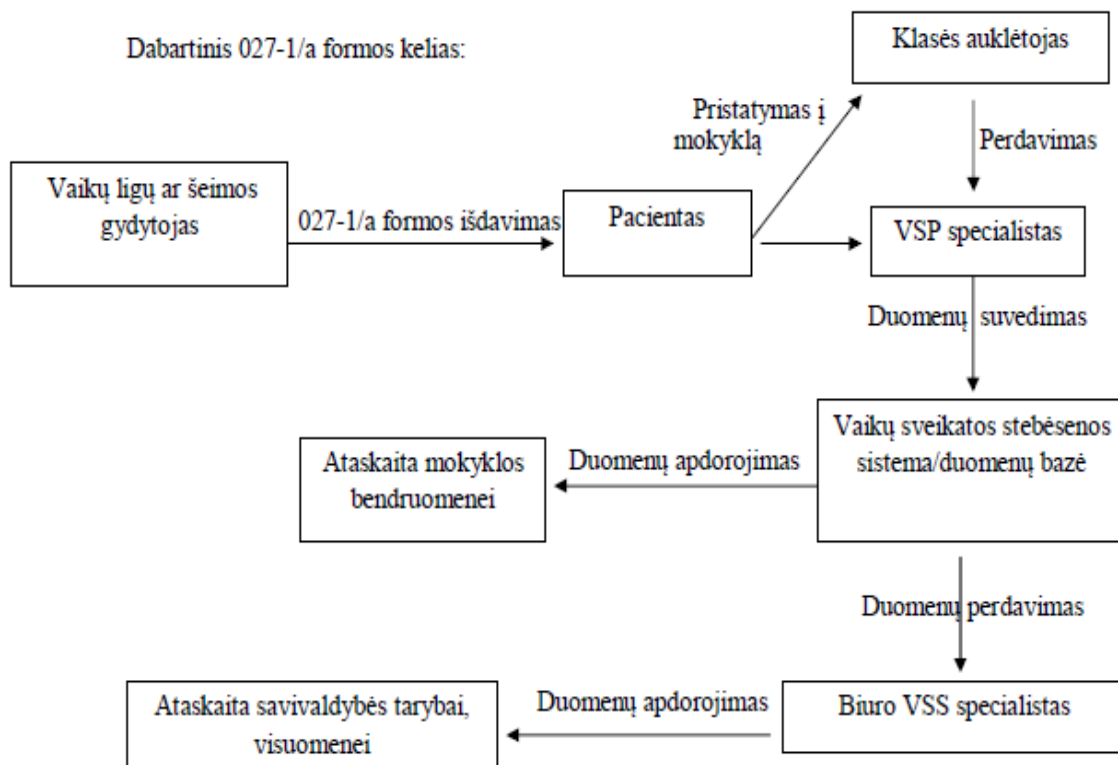 Dabartinis 027-1/a formos kelias:
Klasės auklėtojas
Pristatymas į
mokyklą
Perdavimas
Vaikų ligų ar šeimos
gydytojas
027-1/a formos išdavimas
Pacientas
VSP specialistas
Duomenų suvedimas
Vaikų sveikatos stebėsenos
sistema/duomenų bazė
Duomenų apdorojimas
Ataskaita mokyklos
bendruomenei
Duomenų perdavimas
Biuro VSS specialistas
Duomenų apdorojimas
Ataskaita savivaldybės tarybai,
visuomenei